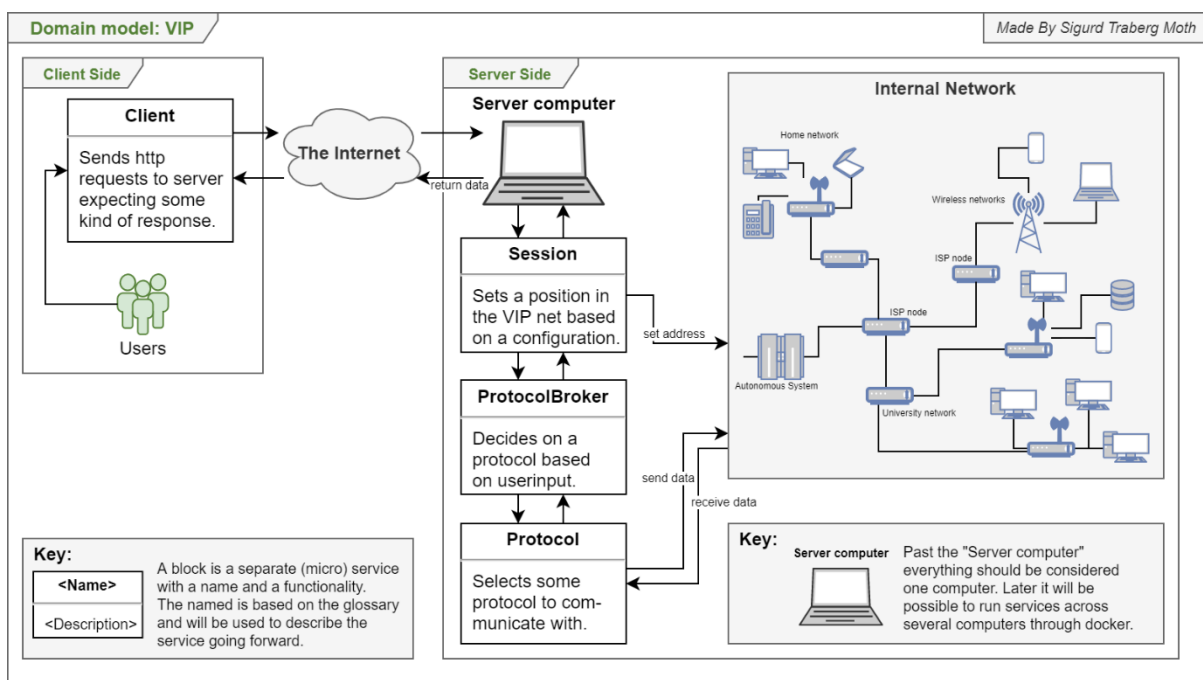 Domain model: VIP
Made By Sigurd Traberg Moth
Client Side
Client
Sends http
requests to server
expecting some
kind of response.
Users
The Internet
return data
Server Side
Server computer
Session
Sets a position in
the VIP net based
on a configuration.
set address
ProtocolBroker
Decides on a
protocol based
on userinput.
send data
receive data
Protocol
Selects some
protocol to com-
municate with.
Internal Network
Home network
Wireless networks
ISP node
ISP node
Autonomous System
University network
Key:
<Name>
<Description>
A block is a separate (micro) service
with a name and a functionality.
The named is based on the glossary
and will be used to describe the
service going forward.
Key:
Server computer
Past the "Server computer"
everything should be considered
one computer. Later it will be
possible to run services across
several computers through docker.